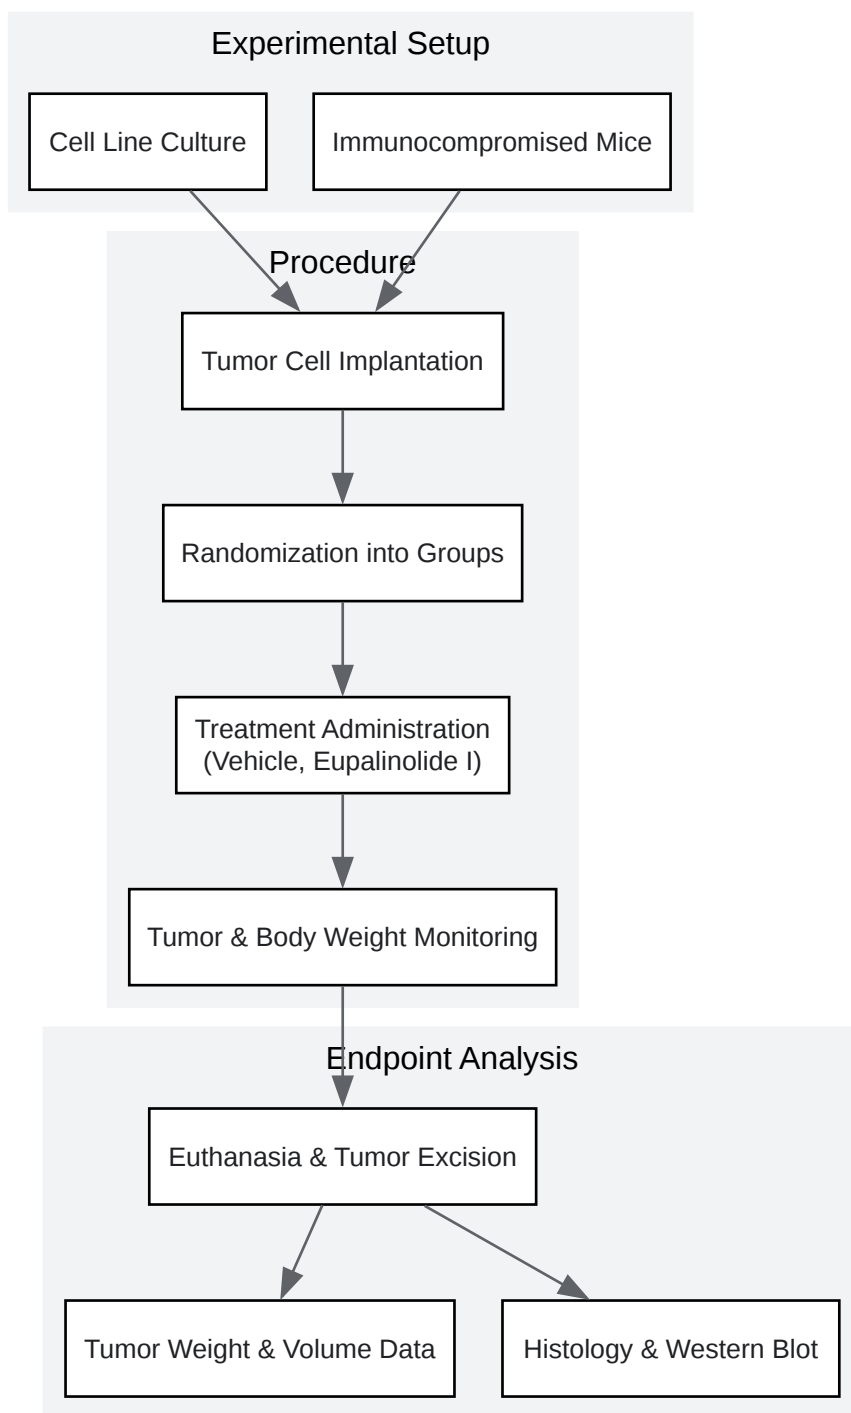 Experimental Setup
Cell Line Culture
Immunocompromised Mice
Procedure
Tumor Cell Implantation
Randomization into Groups
Treatment Administration
(Vehicle, Eupalinolide I)
Tumor & Body Weight Monitoring
Endpoint Analysis
Euthanasia & Tumor Excision
Tumor Weight & Volume Data
Histology & Western Blot